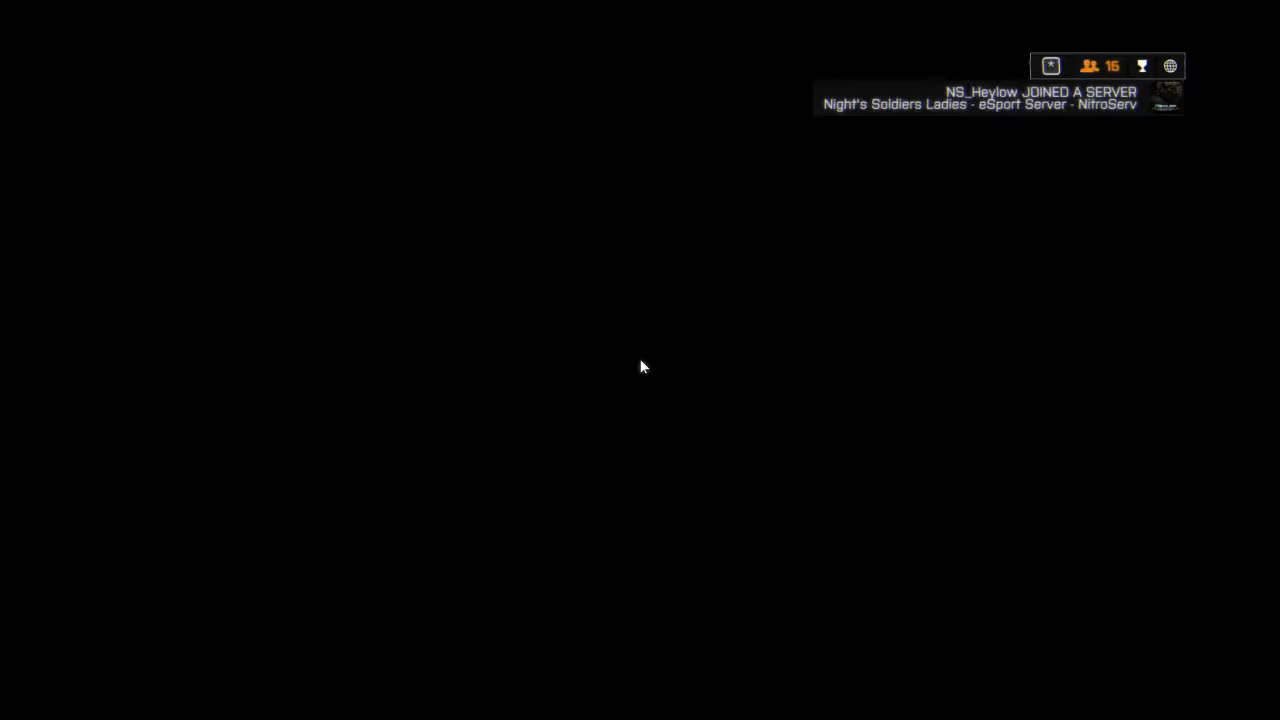 * 15
NS_Heylow JOINED A SERVER
Night's Soldiers Ladies - eSport Server - NitroServ